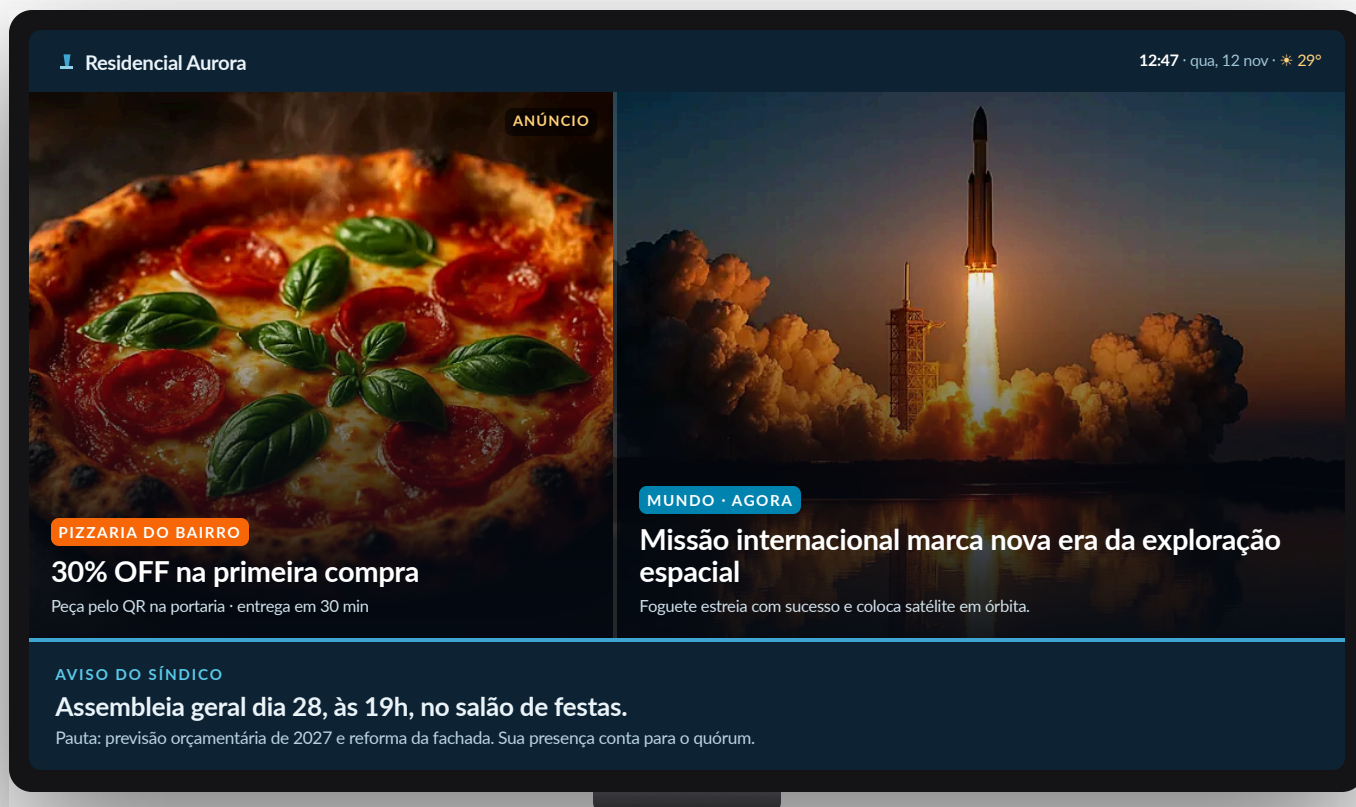 Residencial Aurora
12:47 · qua, 12 nov · ☀ 29°
ANÚNCIO
PIZZARIA DO BAIRRO
30% OFF na primeira compra
Peça pelo QR na portaria · entrega em 30 min
MUNDO · AGORA
Missão internacional marca nova era da exploração
espacial
Foguete estreia com sucesso e coloca satélite em órbita.
AVISO DO SÍNDICO
Assembleia geral dia 28, às 19h, no salão de festas.
Pauta: previsão orçamentária de 2027 e reforma da fachada. Sua presença conta para o quórum.